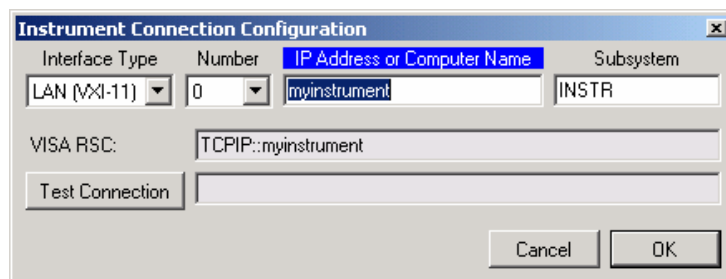 Instrument Connection Configuration
Interface Type Number IP Address or Computer Name Subsystem
LAN (VXI-11) 0 myinstrument INSTR
VISA RSC: TCPIP::myinstrument
Test Connection
Cancel OK